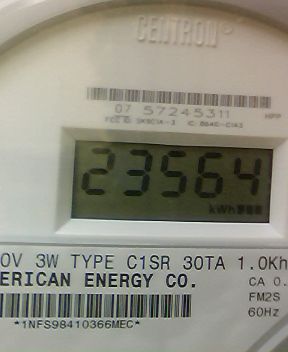 CENTRON®
07 57245311 HPP
23564
kWh
0V 3W TYPE C1SR 30TA 1.0Kh
ERICAN ENERGY CO. CA 0.
FM2S
60Hz
*1NFS98410366MEC*